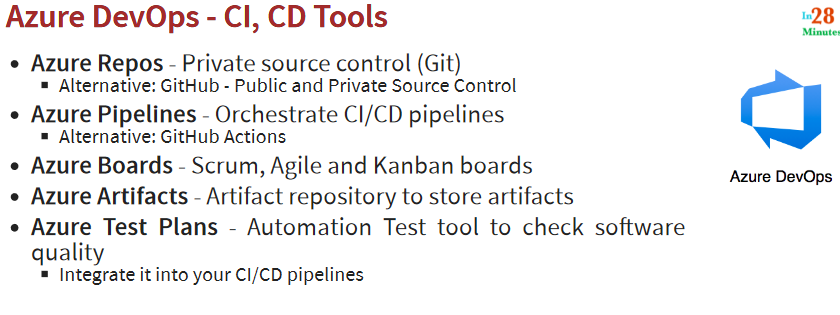 Azure DevOps - CI, CD Tools
In28
Minutes
• Azure Repos - Private source control (Git)
▪ Alternative: GitHub - Public and Private Source Control
• Azure Pipelines - Orchestrate CI/CD pipelines
▪ Alternative: GitHub Actions
• Azure Boards - Scrum, Agile and Kanban boards
• Azure Artifacts - Artifact repository to store artifacts
• Azure Test Plans - Automation Test tool to check software
quality
▪ Integrate it into your CI/CD pipelines
Azure DevOps